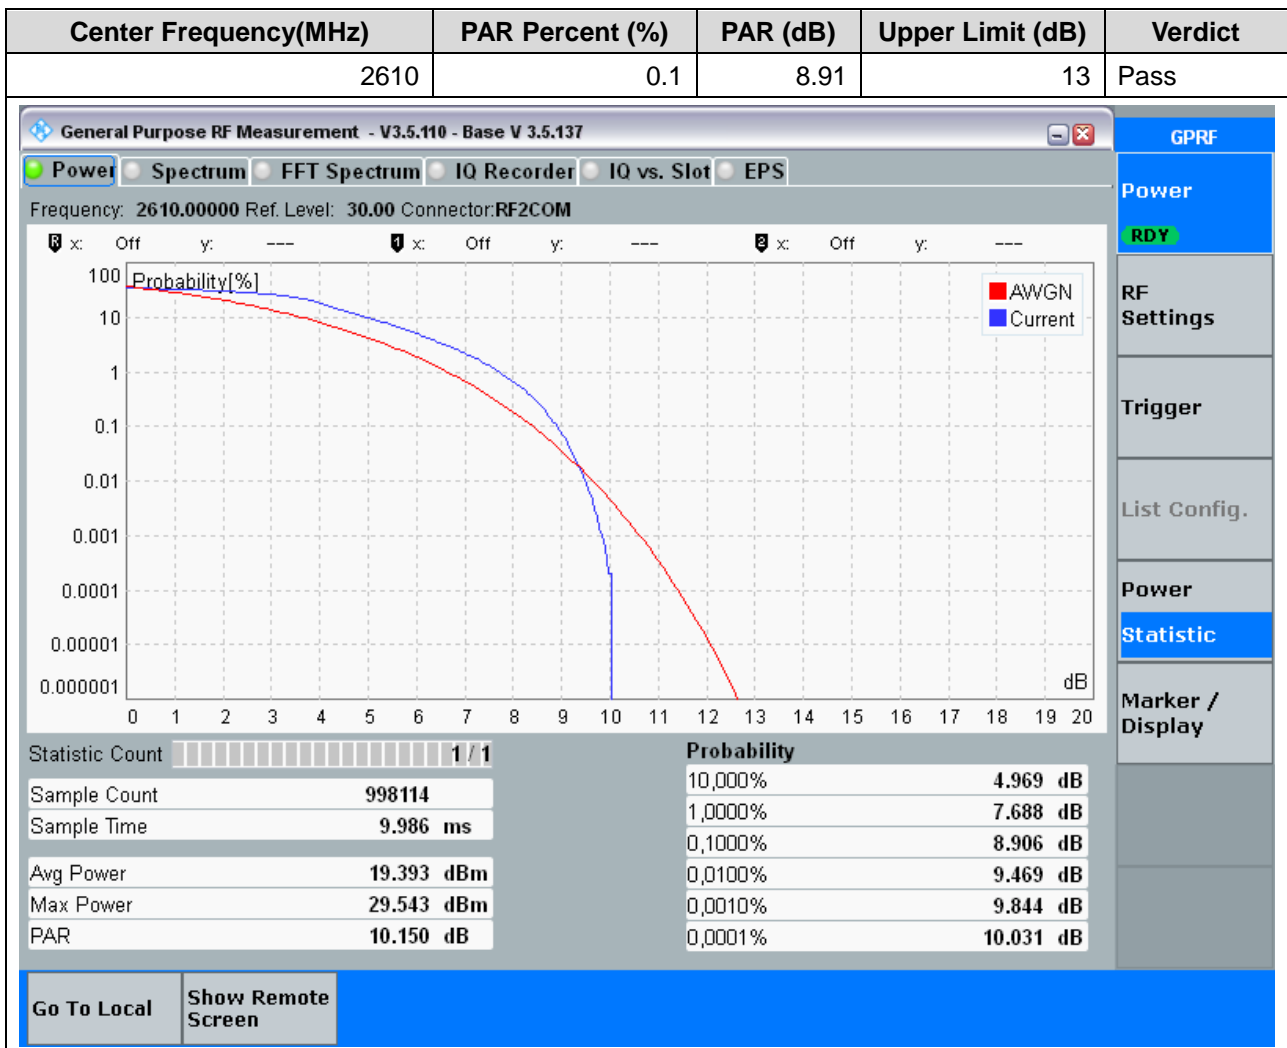 Center Frequency(MHz) PAR Percent (%) PAR (dB) Upper Limit (dB) Verdict
2610 0.1 8.91 13 Pass
General Purpose RF Measurement - V3.5.110 - Base V 3.5.137
GPRF
Power Spectrum FFT Spectrum IQ Recorder IQ vs. Slot EPS
Power
RDY
Frequency: 2610.00000 Ref. Level: 30.00 Connector:RF2COM
R x: Off y: --- 1 x: Off y: --- 2 x: Off y: ---
Probability[%]
AWGN
Current
100
10
1
0.1
0.01
0.001
0.0001
0.00001
0.000001
dB
0 1 2 3 4 5 6 7 8 9 10 11 12 13 14 15 16 17 18 19 20
RF
Settings
Trigger
List Config.
Power
Statistic
Marker /
Display
Statistic Count 1 / 1
Sample Count 998114
Sample Time 9.986 ms
Avg Power 19.393 dBm
Max Power 29.543 dBm
PAR 10.150 dB
Probability
10,000% 4.969 dB
1,0000% 7.688 dB
0,1000% 8.906 dB
0,0100% 9.469 dB
0,0010% 9.844 dB
0,0001% 10.031 dB
Go To Local
Show Remote
Screen